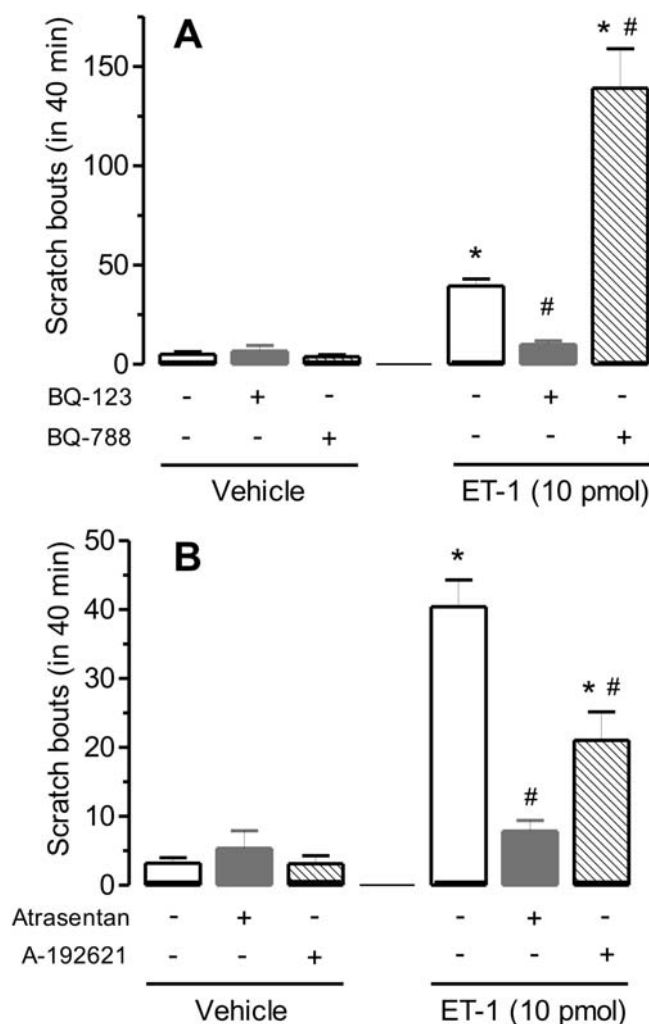 A
Scratch bouts (in 40 min)
150
100
50
0
* * #
#
BQ-123 - + - - + -
BQ-788 - - + - - +
Vehicle ET-1 (10 pmol)
B
Scratch bouts (in 40 min)
50
40
30
20
10
0
*
* #
#
Atrasentan - + - - + -
A-192621 - - + - - +
Vehicle ET-1 (10 pmol)